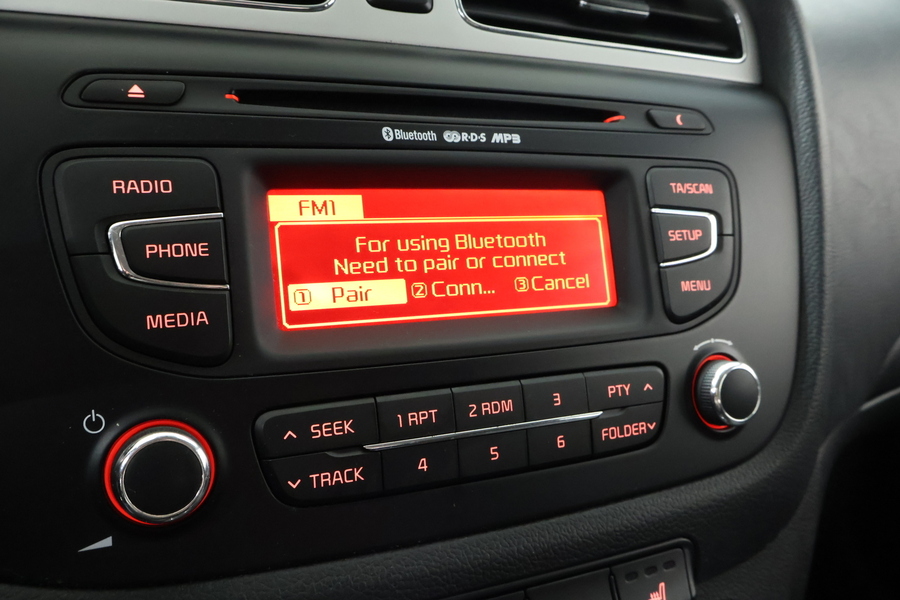 Bluetooth R·D·S MP3
RADIO
PHONE
MEDIA
FM1
For using Bluetooth
Need to pair or connect
1 Pair 2 Conn... 3 Cancel
TA/SCAN
SETUP
MENU
SEEK 1 RPT 2 RDM 3 PTY
TRACK 4 5 6 FOLDER